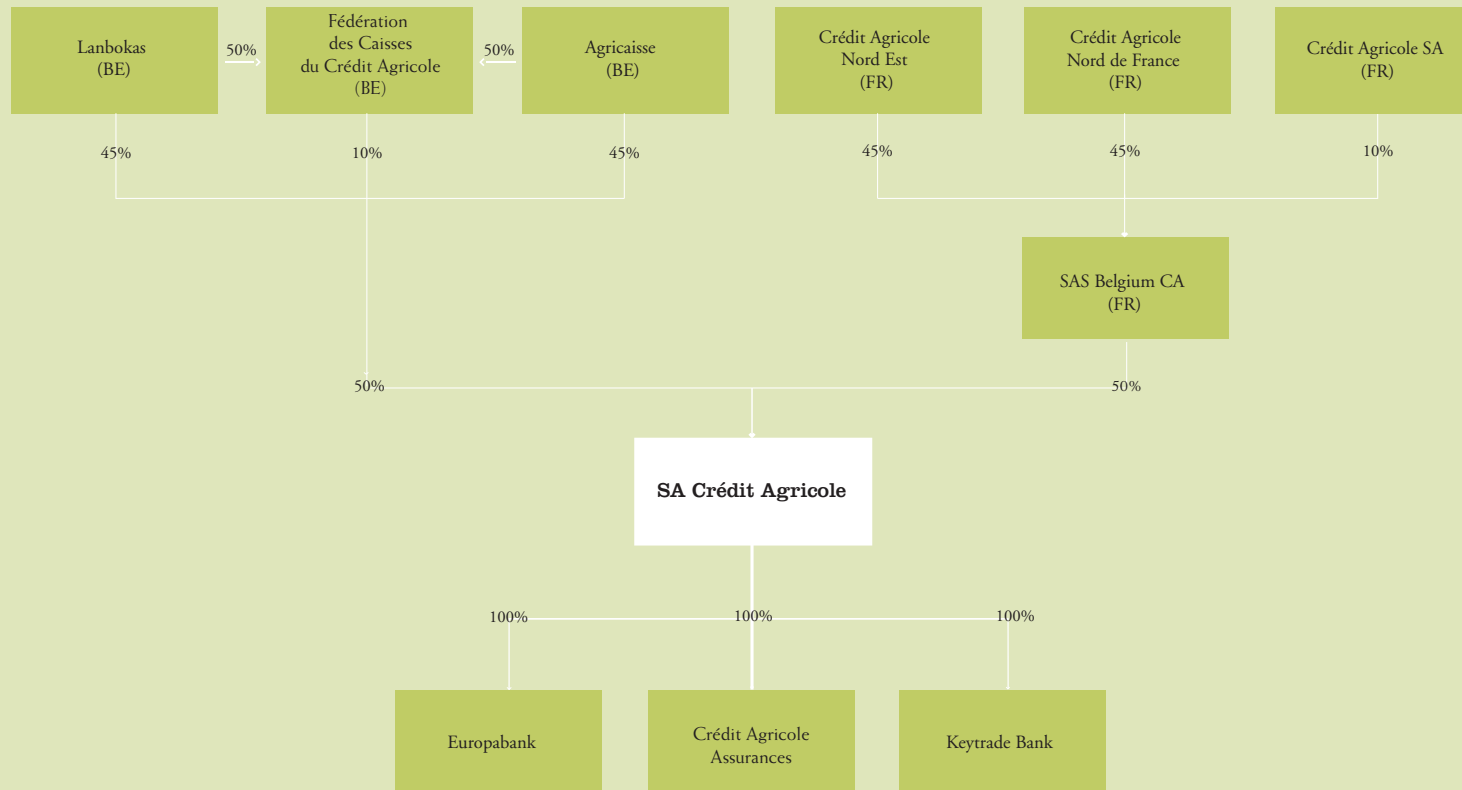 Lanbokas
(BE)
50%
Fédération
des Caisses
du Crédit Agricole
(BE)
50%
Agricaisse
(BE)
Crédit Agricole
Nord Est
(FR)
Crédit Agricole
Nord de France
(FR)
Crédit Agricole SA
(FR)
45%
10%
45%
45%
45%
10%
SAS Belgium CA
(FR)
50%
50%
SA Crédit Agricole
100%
100%
100%
Europabank
Crédit Agricole
Assurances
Keytrade Bank